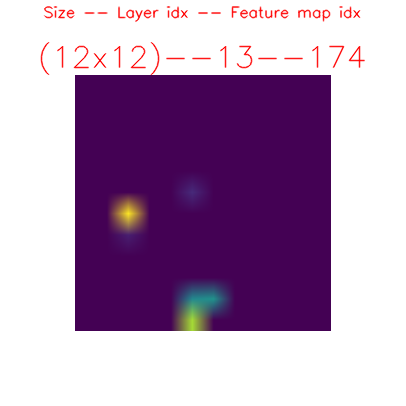 Size -- Layer idx -- Feature map idx
(12x12)--13--174